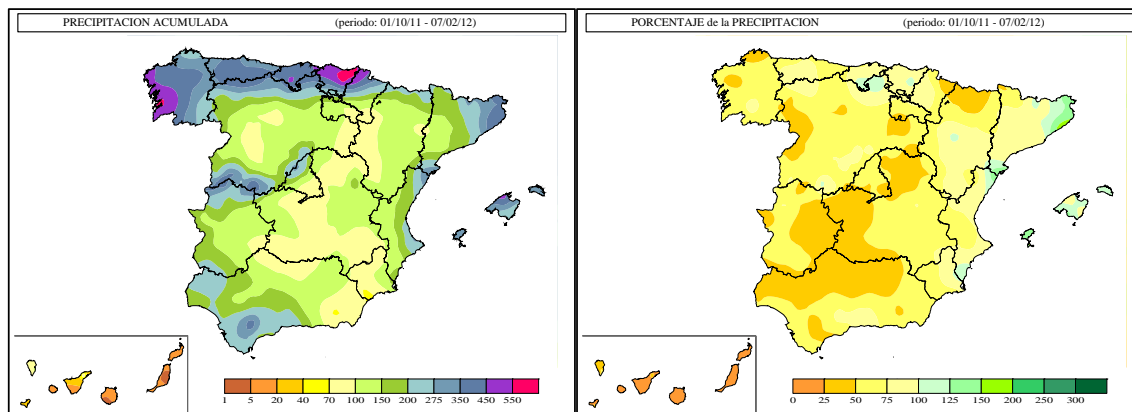 PRECIPITACION ACUMULADA (periodo: 01/10/11 - 07/02/12)
1 5 20 40 70 100 150 200 275 350 450 550
PORCENTAJE de la PRECIPITACION (periodo: 01/10/11 - 07/02/12)
0 25 50 75 100 125 150 200 250 300